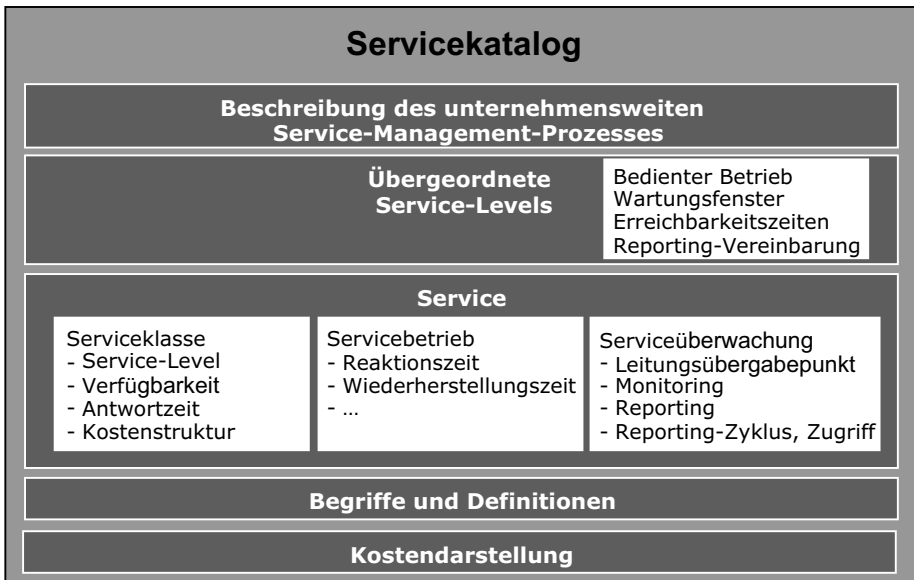 Servicekatalog
Beschreibung des unternehmensweiten
Service-Management-Prozesses
Übergeordnete
Service-Levels
Bedienter Betrieb
Wartungsfenster
Erreichbarkeitszeiten
Reporting-Vereinbarung
Service
Serviceklasse
- Service-Level
- Verfügbarkeit
- Antwortzeit
- Kostenstruktur
Servicebetrieb
- Reaktionszeit
- Wiederherstellungszeit
- ...
Serviceüberwachung
- Leitungsübergabepunkt
- Monitoring
- Reporting
- Reporting-Zyklus, Zugriff
Begriffe und Definitionen
Kostendarstellung